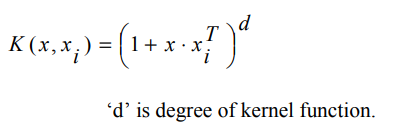 K(x, x_i) = (1 + x · x_i^T)^d
‘d’ is degree of kernel function.